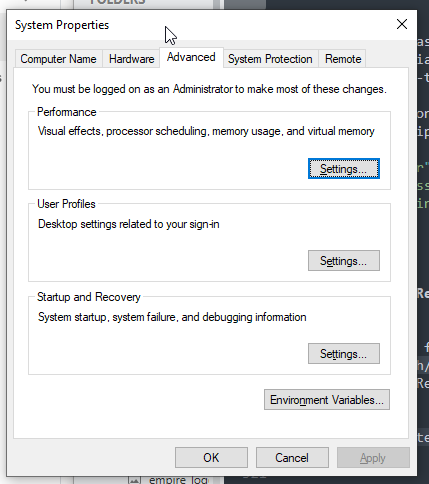 FOLDERS
System Properties
Computer Name
Hardware
Advanced
System Protection
Remote
You must be logged on as an Administrator to make most of these changes.
Performance
Visual effects, processor scheduling, memory usage, and virtual memory
Settings...
User Profiles
Desktop settings related to your sign-in
Settings...
Startup and Recovery
System startup, system failure, and debugging information
Settings...
Environment Variables...
OK
Cancel
Apply